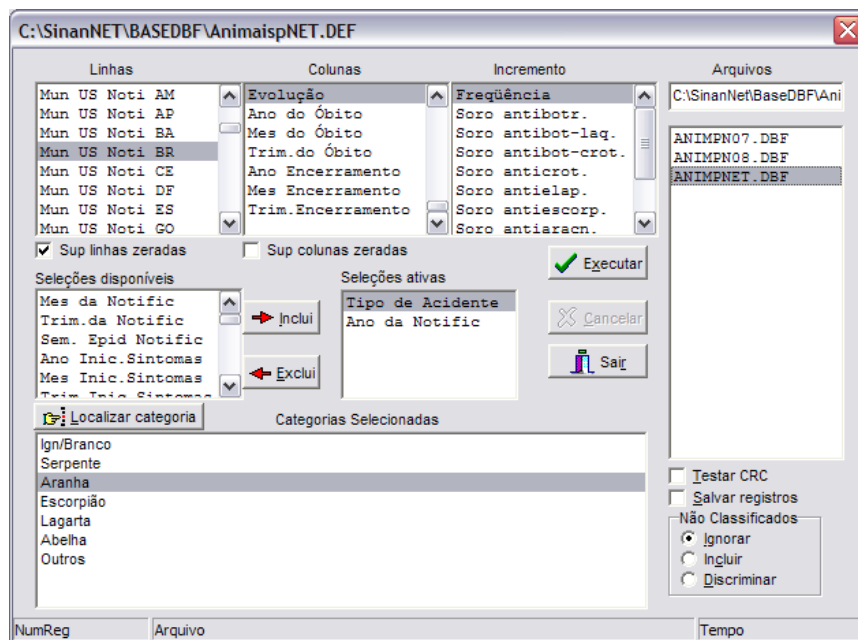 C:\SinanNET\BASEDBF\AnimaispNET.DEF
Linhas
Colunas
Incremento
Arquivos
Mun US Noti AM
Mun US Noti AP
Mun US Noti BA
Mun US Noti BR
Mun US Noti CE
Mun US Noti DF
Mun US Noti ES
Mun US Noti GO
Evolução
Ano do Óbito
Mes do Óbito
Trim.do Óbito
Ano Encerramento
Mes Encerramento
Trim.Encerramento
Freqüência
Soro antibotr.
Soro antibot-laq.
Soro antibot-crot.
Soro anticrot.
Soro antielap.
Soro antiescorp.
Soro antiaracn.
C:\SinanNet\BaseDBF\Ani
ANIMPN07.DBF
ANIMPN08.DBF
ANIMPNET.DBF
Sup linhas zeradas
Sup colunas zeradas
Executar
Seleções disponíveis
Seleções ativas
Mes da Notific
Trim.da Notific
Sem. Epid Notific
Ano Inic.Sintomas
Mes Inic.Sintomas
Trim Inic Sintomas
Inclui
Exclui
Tipo de Acidente
Ano da Notific
Cancelar
Sair
Localizar categoria
Categorias Selecionadas
Ign/Branco
Serpente
Aranha
Escorpião
Lagarta
Abelha
Outros
Testar CRC
Salvar registros
Não Classificados
Ignorar
Incluir
Discriminar
NumReg
Arquivo
Tempo